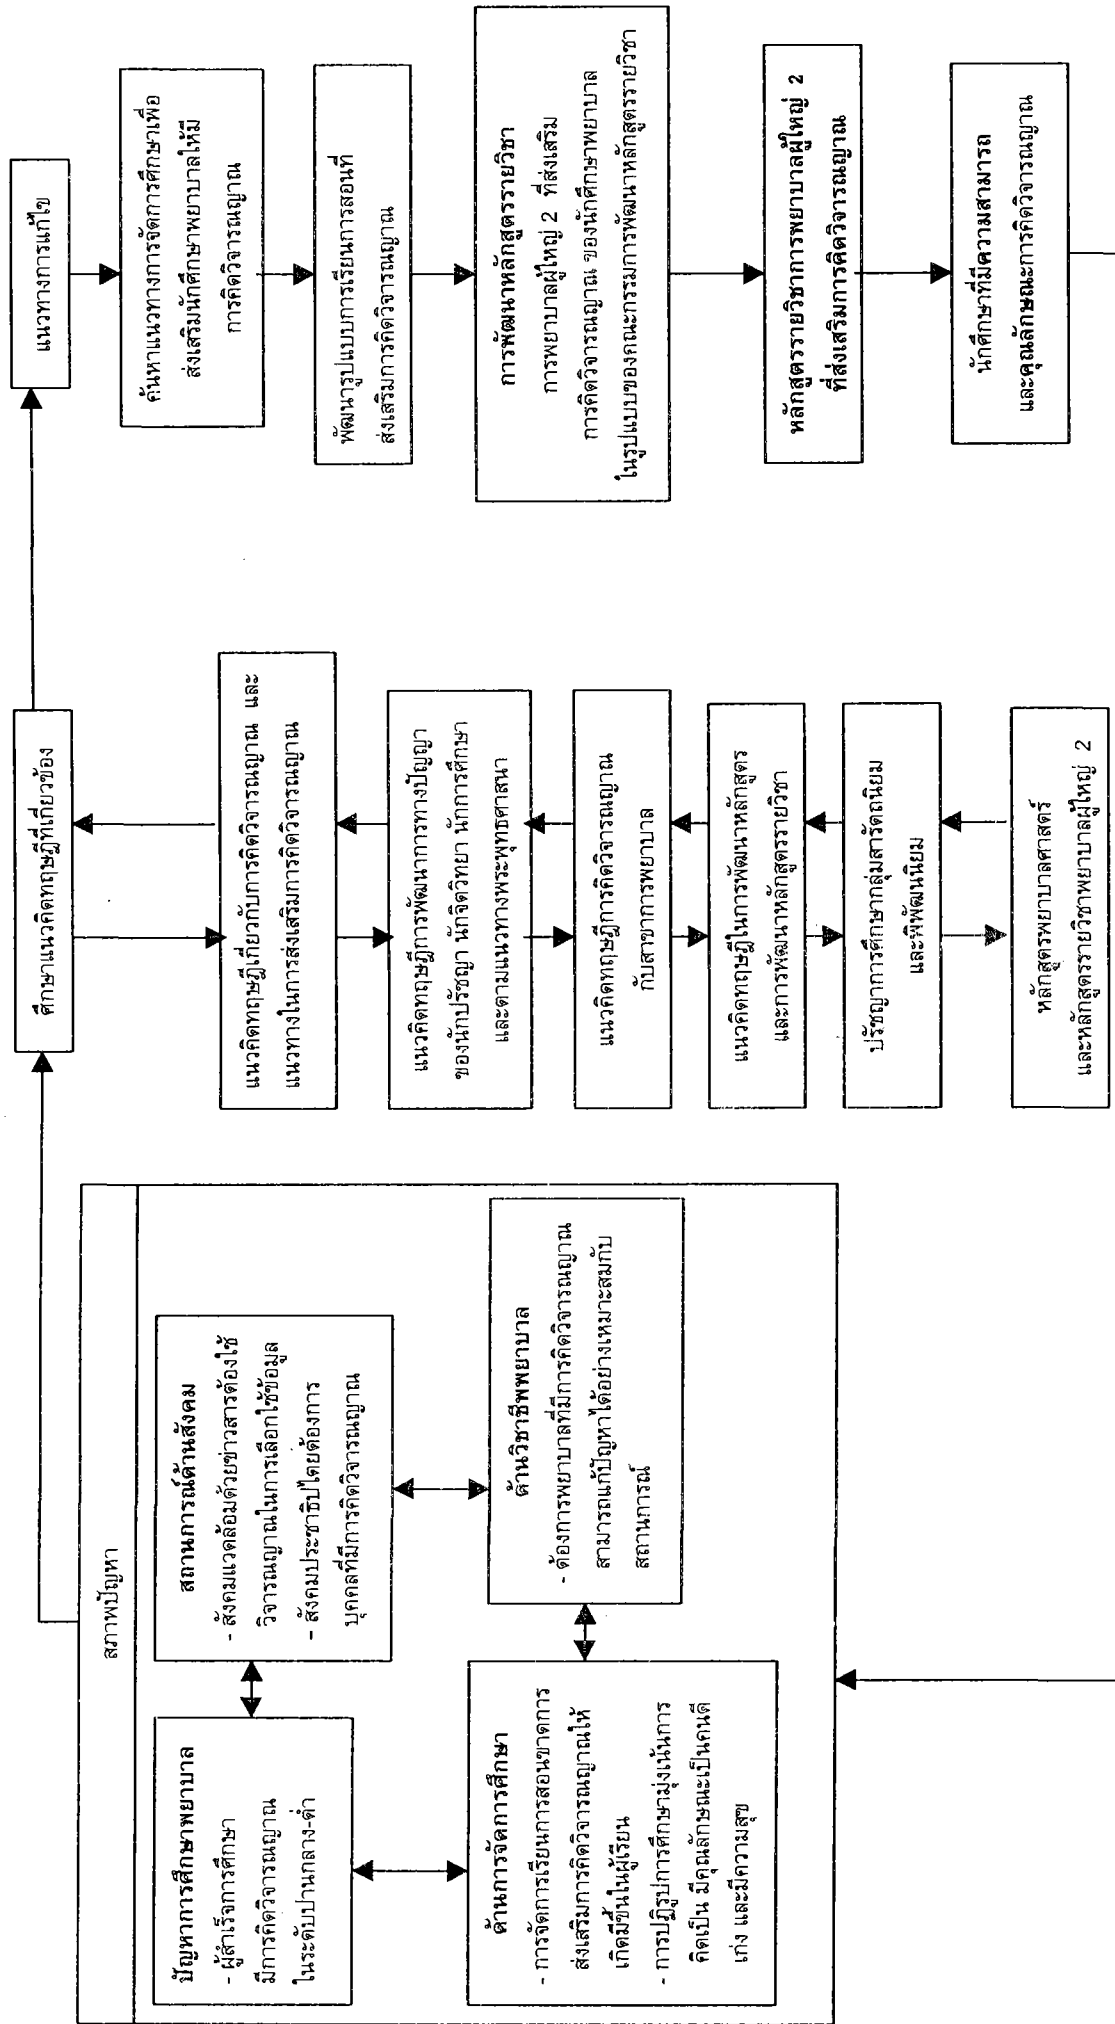 สภาพปัญหา
ปัญหาการศึกษาพยาบาล
- ผู้สำเร็จการศึกษา
มีการคิดวิจารณญาณ
ในระดับปานกลาง-ต่ำ
สถานการณ์ด้านสังคม
- สังคมแวดล้อมด้วยข่าวสารต้องใช้
วิจารณญาณในการเลือกใช้ข้อมูล
- สังคมประชาธิปไตยต้องการ
บุคคลที่มีการคิดวิจารณญาณ
ด้านการจัดการศึกษา
- การจัดการเรียนการสอนขาดการ
ส่งเสริมการคิดวิจารณญาณให้
เกิดมีขึ้นในผู้เรียน
- การปฏิรูปการศึกษามุ่งเน้นการ
คิดเป็น มีคุณลักษณะเป็นคนดี
เก่ง และมีความสุข
ด้านวิชาชีพพยาบาล
- ต้องการพยาบาลที่มีการคิดวิจารณญาณ
สามารถแก้ปัญหาได้อย่างเหมาะสมกับ
สถานการณ์
ศึกษาแนวคิดทฤษฎีที่เกี่ยวข้อง
แนวคิดทฤษฎีเกี่ยวกับการคิดวิจารณญาณ และ
แนวทางในการส่งเสริมการคิดวิจารณญาณ
แนวคิดทฤษฎีการพัฒนาการทางปัญญา
ของนักปรัชญา นักจิตวิทยา นักการศึกษา
และตามแนวทางพระพุทธศาสนา
แนวคิดทฤษฎีการคิดวิจารณญาณ
กับสาขาการพยาบาล
แนวคิดทฤษฎีในการพัฒนาหลักสูตร
และการพัฒนาหลักสูตรรายวิชา
ปรัชญาการศึกษากลุ่มสารัตถนิยม
และพิพัฒนนิยม
หลักสูตรพยาบาลศาสตร์
และหลักสูตรรายวิชาพยาบาลผู้ใหญ่ 2
แนวทางการแก้ไข
ค้นหาแนวทางการจัดการศึกษาเพื่อ
ส่งเสริมนักศึกษาพยาบาลให้มี
การคิดวิจารณญาณ
พัฒนารูปแบบการเรียนการสอนที่
ส่งเสริมการคิดวิจารณญาณ
การพัฒนาหลักสูตรรายวิชา
การพยาบาลผู้ใหญ่ 2 ที่ส่งเสริม
การคิดวิจารณญาณ ของนักศึกษาพยาบาล
ในรูปแบบของคณะกรรมการพัฒนาหลักสูตรรายวิชา
หลักสูตรรายวิชาการพยาบาลผู้ใหญ่ 2
ที่ส่งเสริมการคิดวิจารณญาณ
นักศึกษาที่มีความสามารถ
และคุณลักษณะการคิดวิจารณญาณ